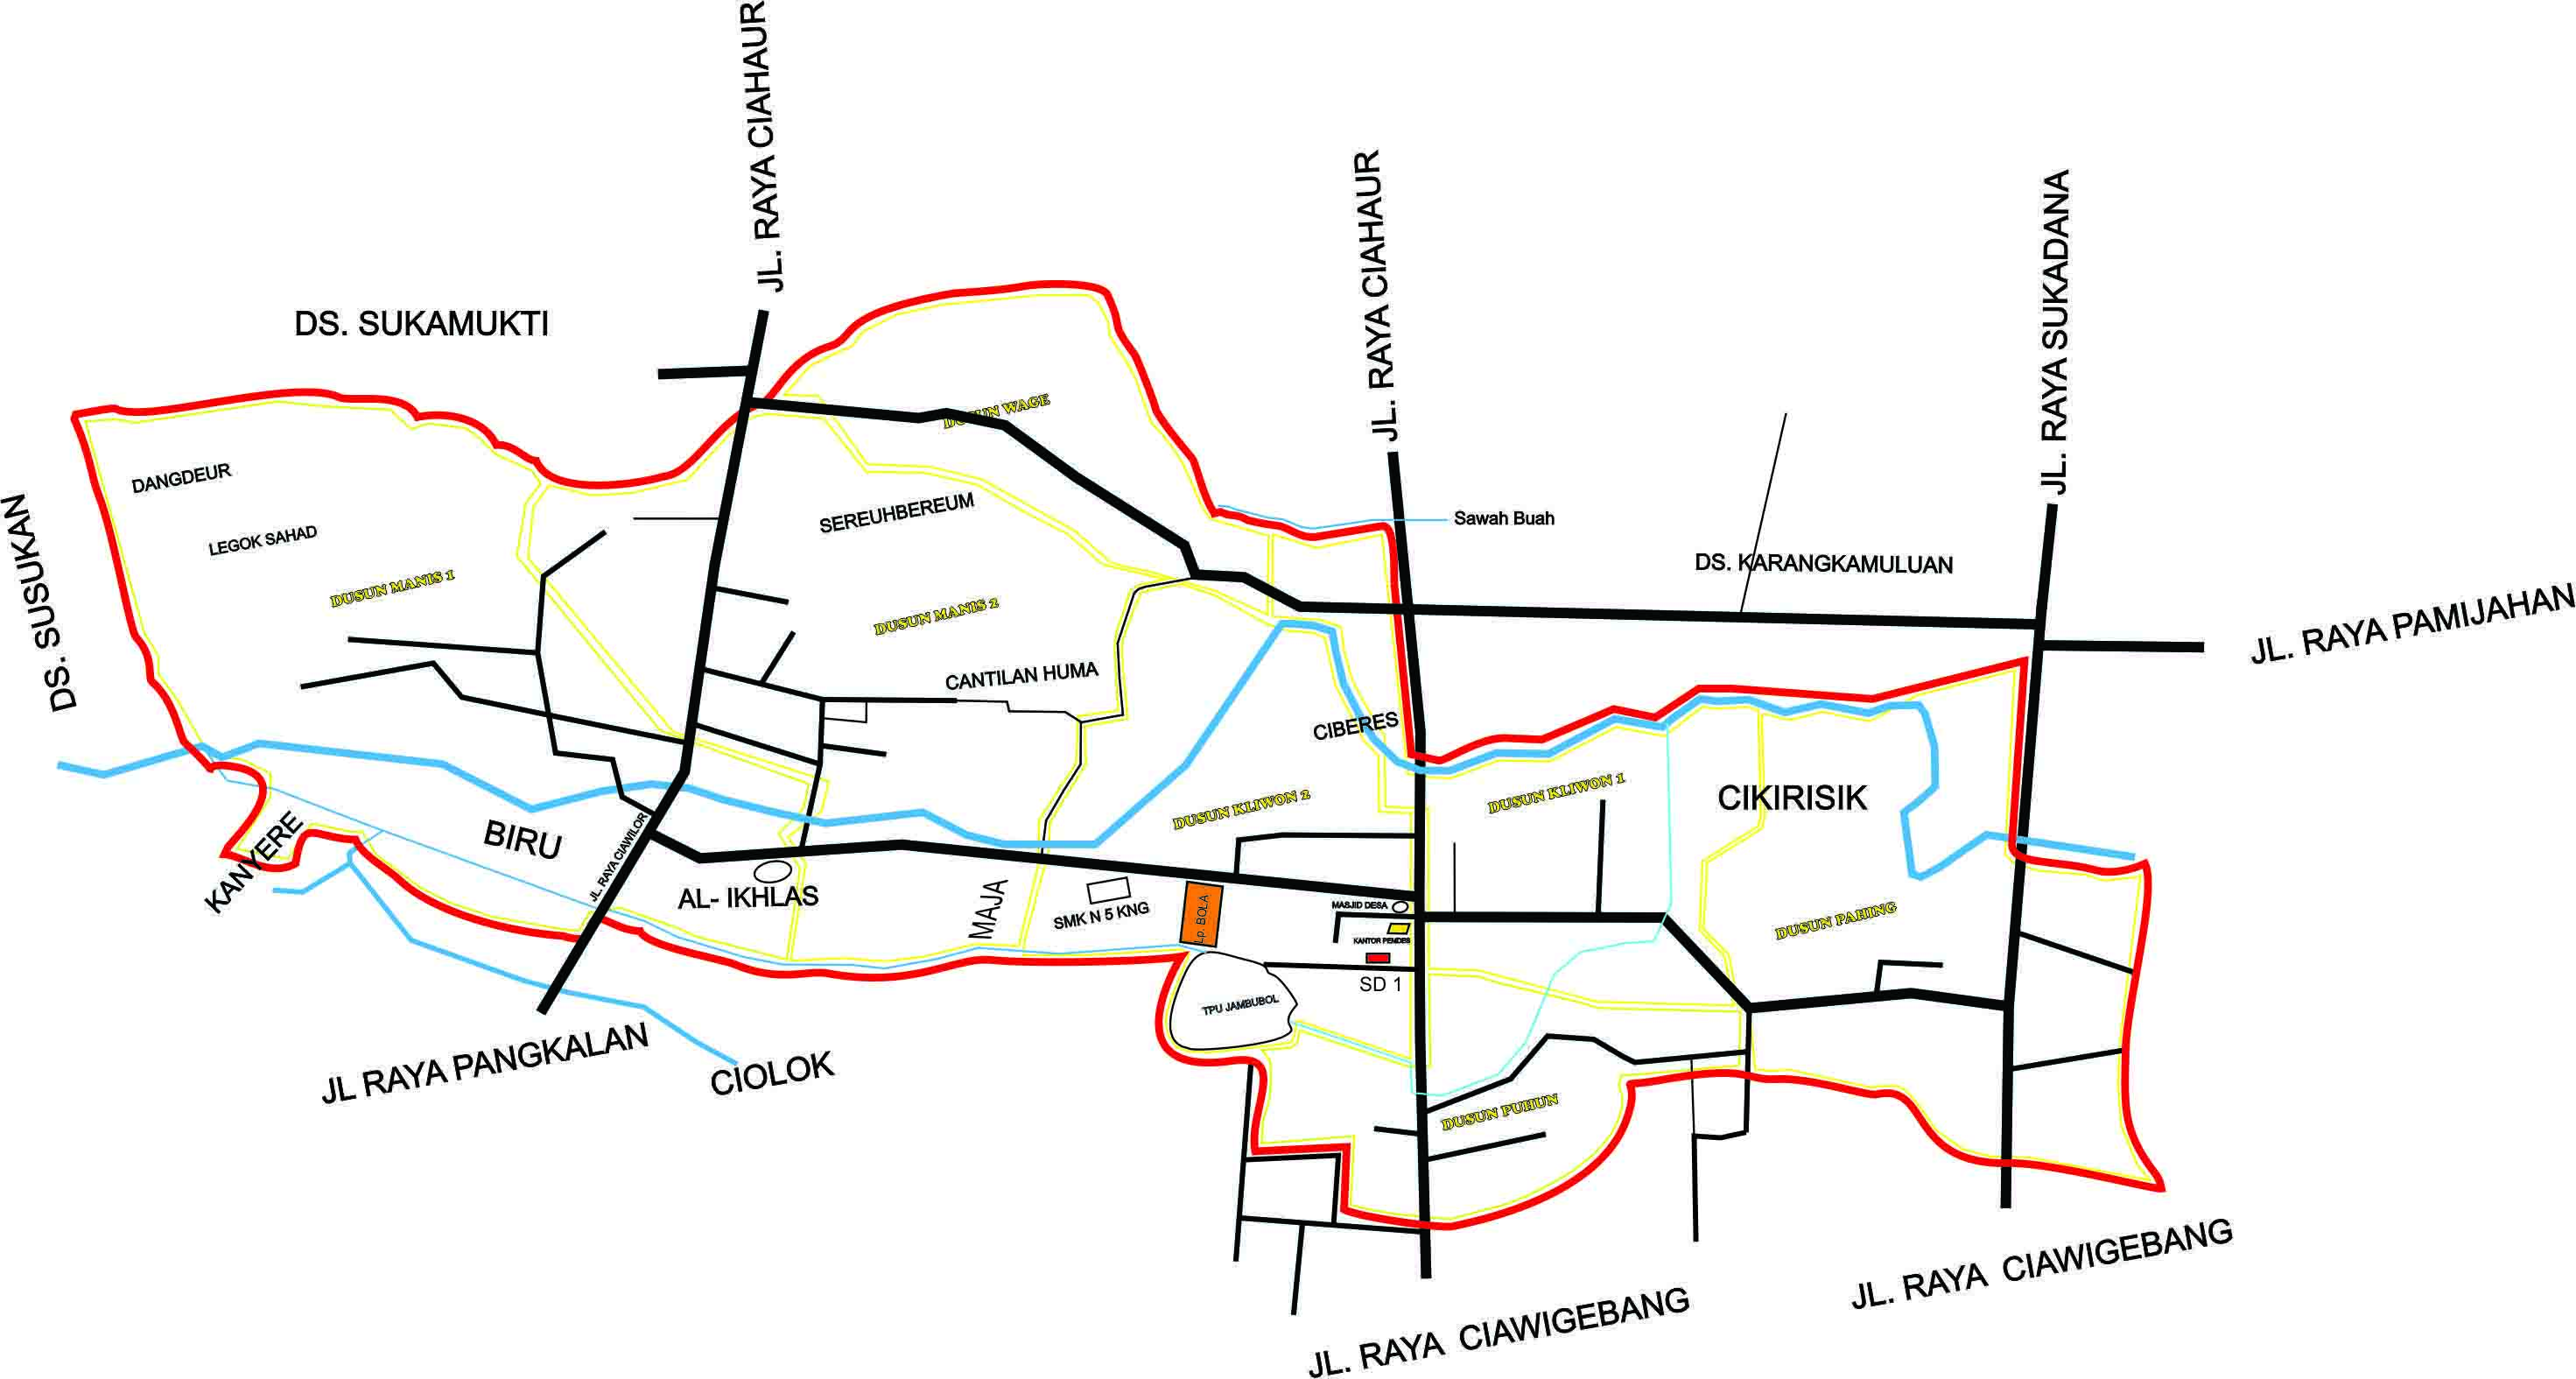 JL. RAYA CIAHAUR
JL. RAYA CIAHAUR
JL. RAYA SUKADANA
DS. SUKAMUKTI
DUSUN WAGE
DANGDEUR
SEREUHBEREUM
Sawah Buah
LEGOK SAHAD
DS. SUSUKAN
DS. KARANGKAMULUAN
DUSUN MANIS 1
DUSUN MANIS 2
JL. RAYA PAMIJAHAN
CANTILAN HUMA
CIBERES
DUSUN KLIWON 2
DUSUN KLIWON 1
CIKIRISIK
BIRU
JL. RAYA CIAWILOR
KANYERE
AL- IKHLAS
MAJA
SMK N 5 KNG
Lp. BOLA
MASJID DESA
DUSUN PAHING
KANTOR PEMDES
SD 1
TPU JAMBUBOL
JL RAYA PANGKALAN
CIOLOK
DUSUN PUHUN
JL. RAYA CIAWIGEBANG
JL. RAYA CIAWIGEBANG